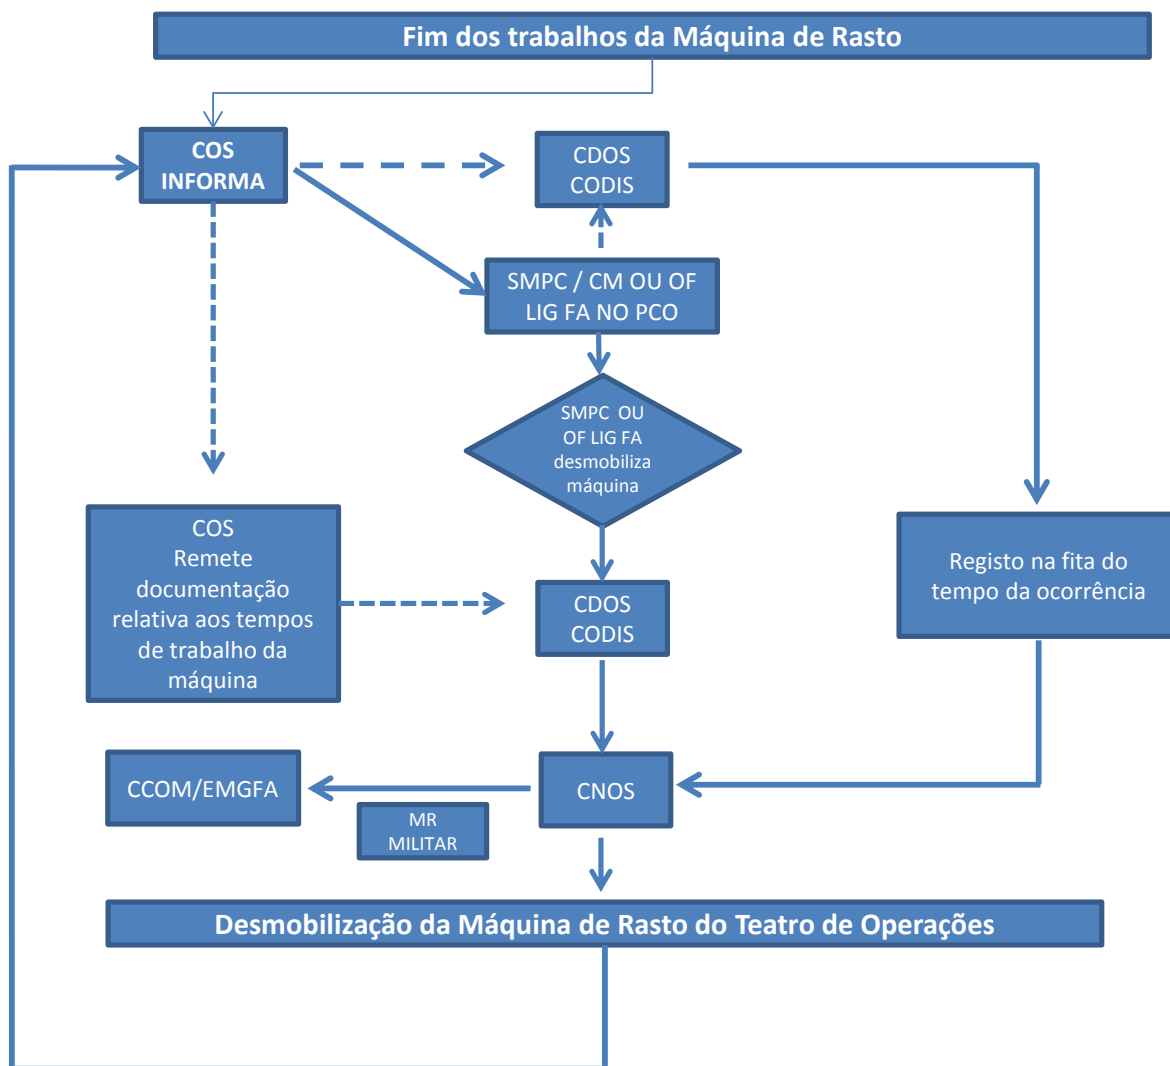 Fim dos trabalhos da Máquina de Rasto
COS
INFORMA
CDOS
CODIS
SMPC / CM OU OF
LIG FA NO PCO
SMPC OU
OF LIG FA
desmobiliza
máquina
COS
Remete
documentação
relativa aos tempos
de trabalho da
máquina
Registo na fita do
tempo da ocorrência
CDOS
CODIS
CCOM/EMGFA
CNOS
MR
MILITAR
Desmobilização da Máquina de Rasto do Teatro de Operações